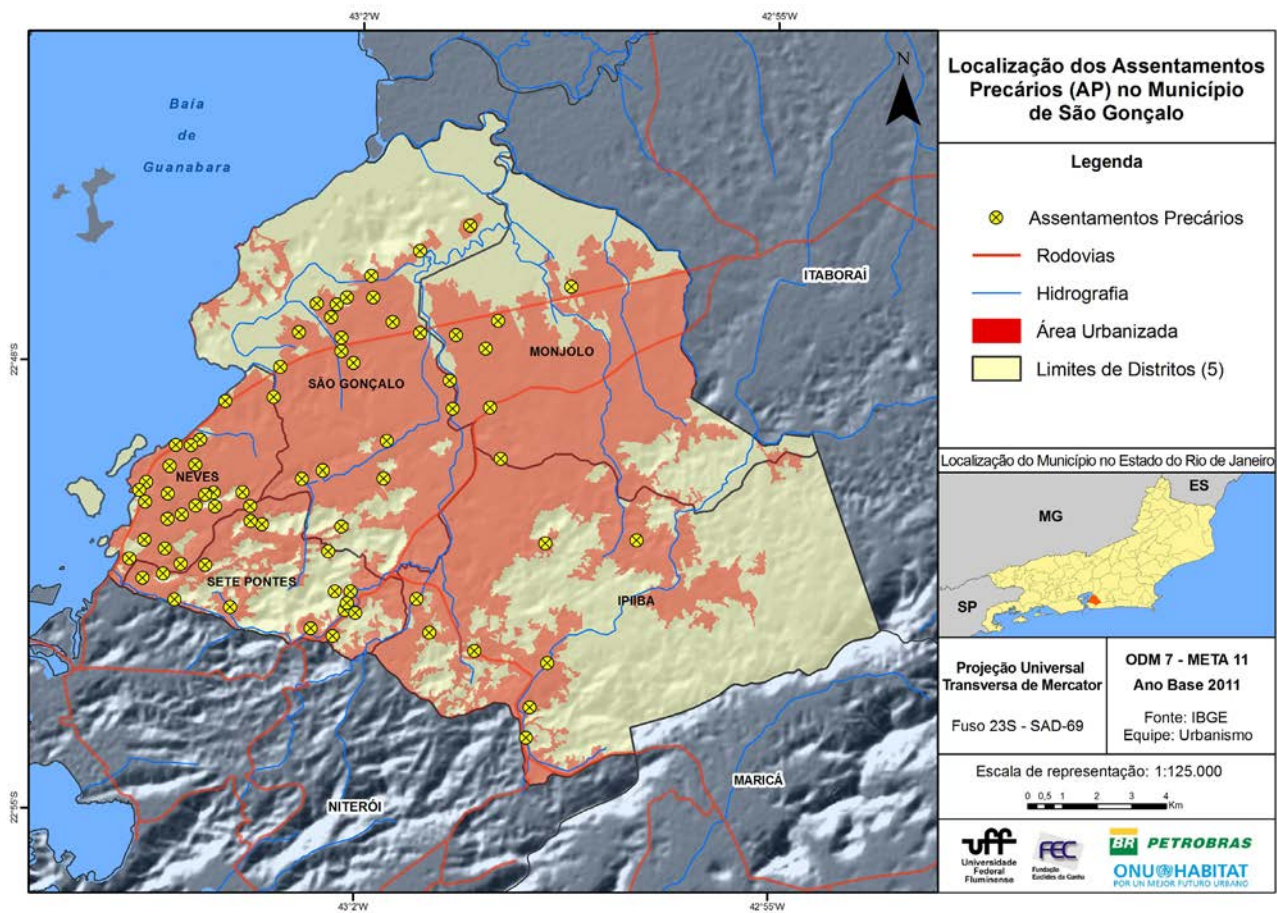 43°2'W
42°55'W
Baía
de
Guanabara
N
ITABORAÍ
MONJOLO
SÃO GONÇALO
22°48'S
NEVES
SETE PONTES
IPIIBA
MARICÁ
NITERÓI
22°55'S
43°2'W
42°55'W
Localização dos Assentamentos
Precários (AP) no Município
de São Gonçalo
Legenda
Assentamentos Precários
Rodovias
Hidrografia
Área Urbanizada
Limites de Distritos (5)
Localização do Município no Estado do Rio de Janeiro
ES
MG
SP
Projeção Universal
Transversa de Mercator
Fuso 23S - SAD-69
ODM 7 - META 11
Ano Base 2011
Fonte: IBGE
Equipe: Urbanismo
Escala de representação: 1:125.000
0 0,5 1 2 3 4
Km
uff
Universidade
Federal
Fluminense
FEC
Fundação
Euclides da Cunha
BR PETROBRAS
ONU HABITAT
POR UN MEJOR FUTURO URBANO